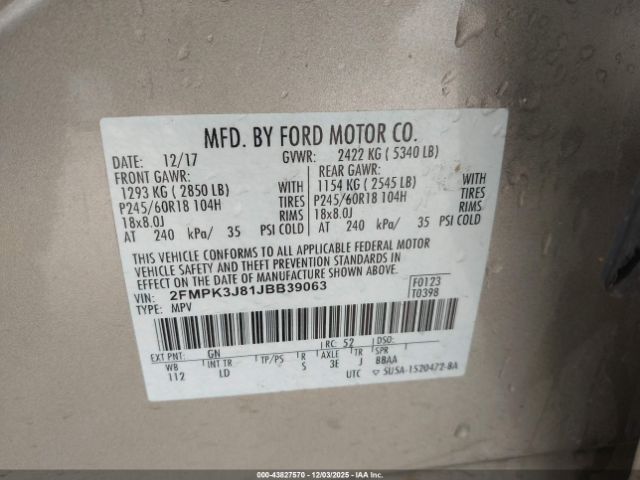 MFD. BY FORD MOTOR CO.
DATE: 12/17 GVWR: 2422 KG ( 5340 LB)
FRONT GAWR: REAR GAWR:
1293 KG ( 2850 LB) WITH 1154 KG ( 2545 LB) WITH
P245/60R18 104H TIRES P245/60R18 104H TIRES
18x8.0J RIMS 18x8.0J RIMS
AT 240 kPa/ 35 PSI COLD AT 240 kPa/ 35 PSI COLD
THIS VEHICLE CONFORMS TO ALL APPLICABLE FEDERAL MOTOR
VEHICLE SAFETY AND THEFT PREVENTION STANDARDS IN
EFFECT ON THE DATE OF MANUFACTURE SHOWN ABOVE.
VIN: 2FMPK3J81JBB39063 F0123
TYPE: MPV T0398
EXT PNT: GN RC: 52 DSO:
WB INT TR TP/PS R AXLE TR SPR
112 LD S 3E J BBAA
UTC ▽ 5U5A-1520472-BA
000-43827570 - 12/03/2025 - IAA Inc.